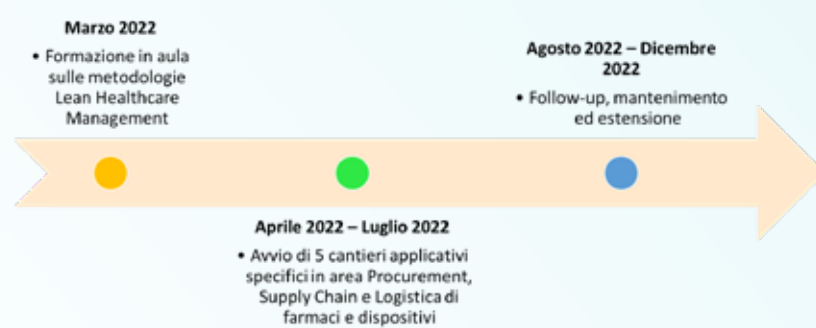 Marzo 2022
• Formazione in aula
sulle metodologie
Lean Healthcare
Management
Aprile 2022 – Luglio 2022
• Avvio di 5 cantieri applicativi
specifici in area Procurement,
Supply Chain e Logistica di
farmaci e dispositivi
Agosto 2022 – Dicembre
2022
• Follow-up, mantenimento
ed estensione